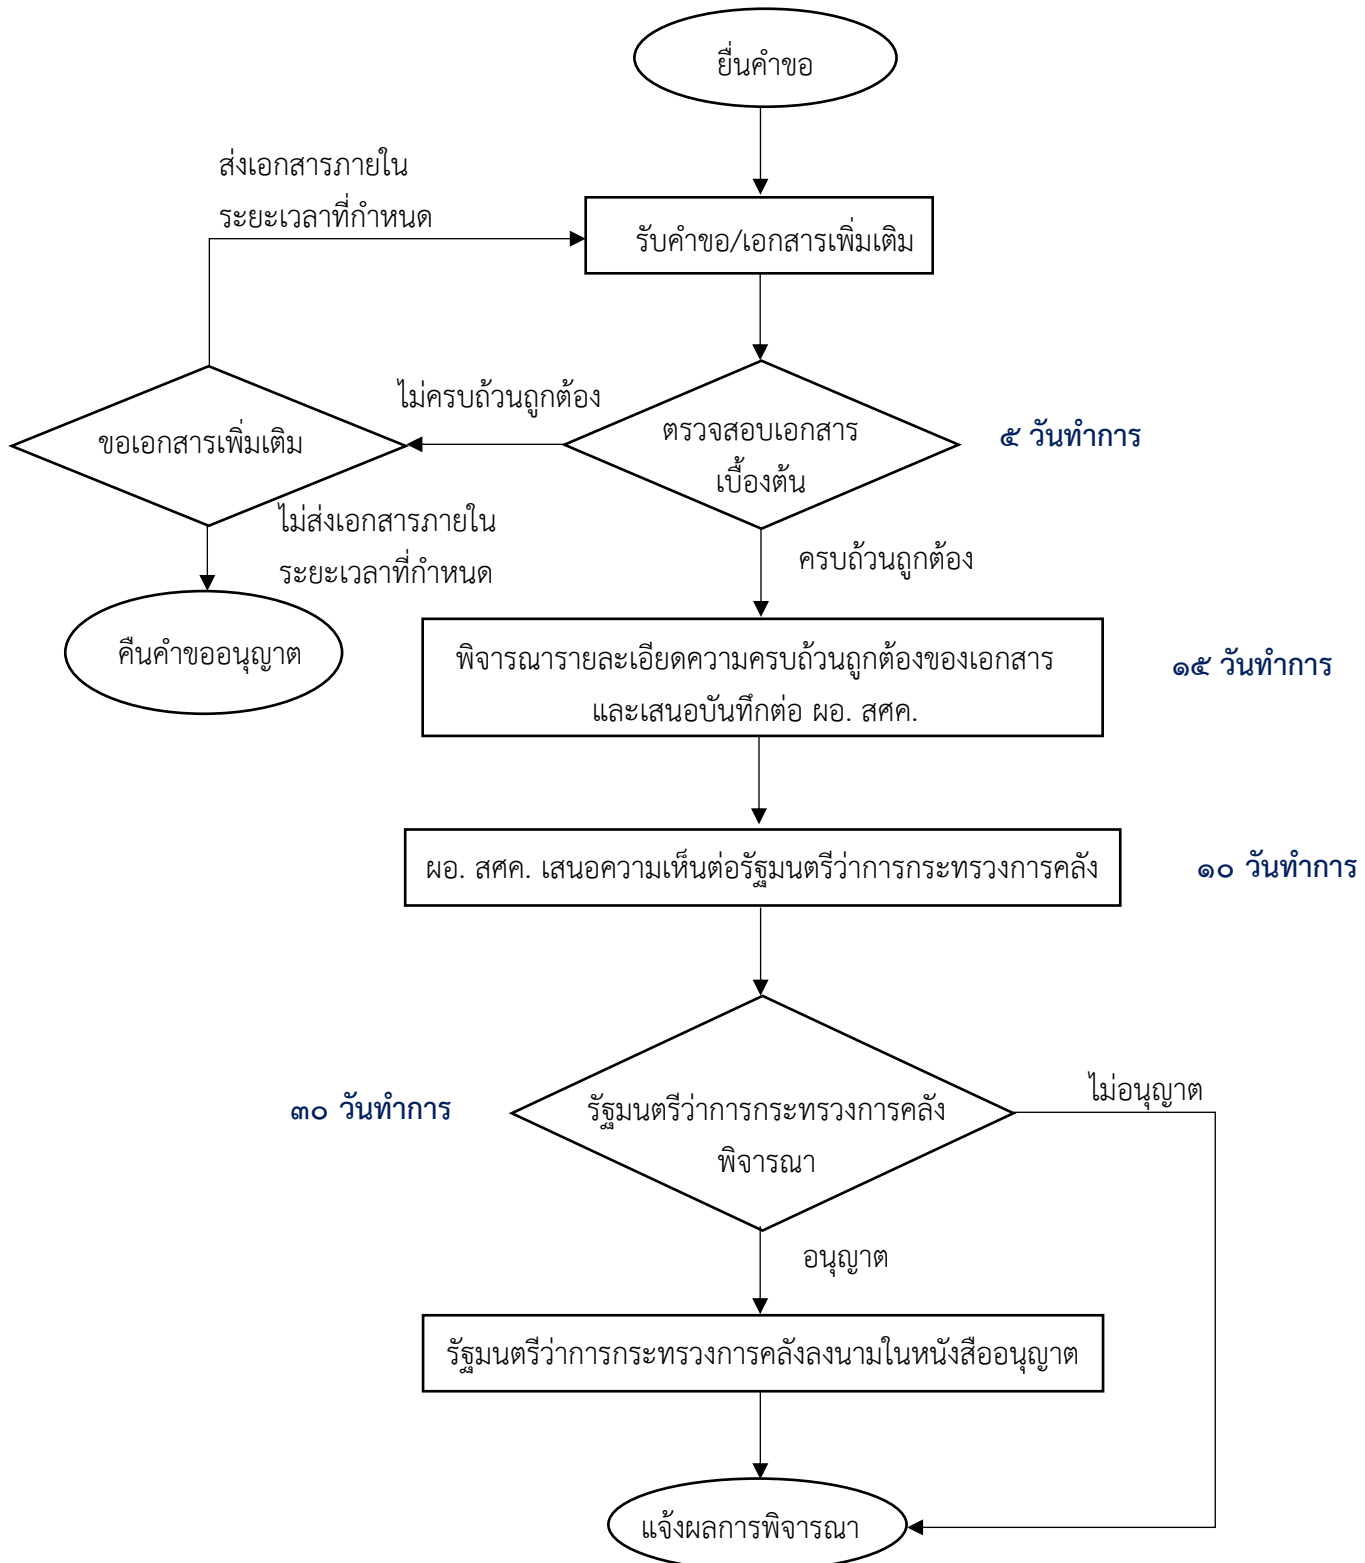 ยื่นคำขอ
ส่งเอกสารภายใน
ระยะเวลาที่กำหนด
รับคำขอ/เอกสารเพิ่มเติม
ไม่ครบถ้วนถูกต้อง
ขอเอกสารเพิ่มเติม
ตรวจสอบเอกสาร
เบื้องต้น
๕ วันทำการ
ไม่ส่งเอกสารภายใน
ระยะเวลาที่กำหนด
ครบถ้วนถูกต้อง
คืนคำขออนุญาต
พิจารณารายละเอียดความครบถ้วนถูกต้องของเอกสาร
และเสนอบันทึกต่อ ผอ. สศค.
๑๕ วันทำการ
ผอ. สศค. เสนอความเห็นต่อรัฐมนตรีว่าการกระทรวงการคลัง
๑๐ วันทำการ
๓๐ วันทำการ
รัฐมนตรีว่าการกระทรวงการคลัง
พิจารณา
ไม่อนุญาต
อนุญาต
รัฐมนตรีว่าการกระทรวงการคลังลงนามในหนังสืออนุญาต
แจ้งผลการพิจารณา